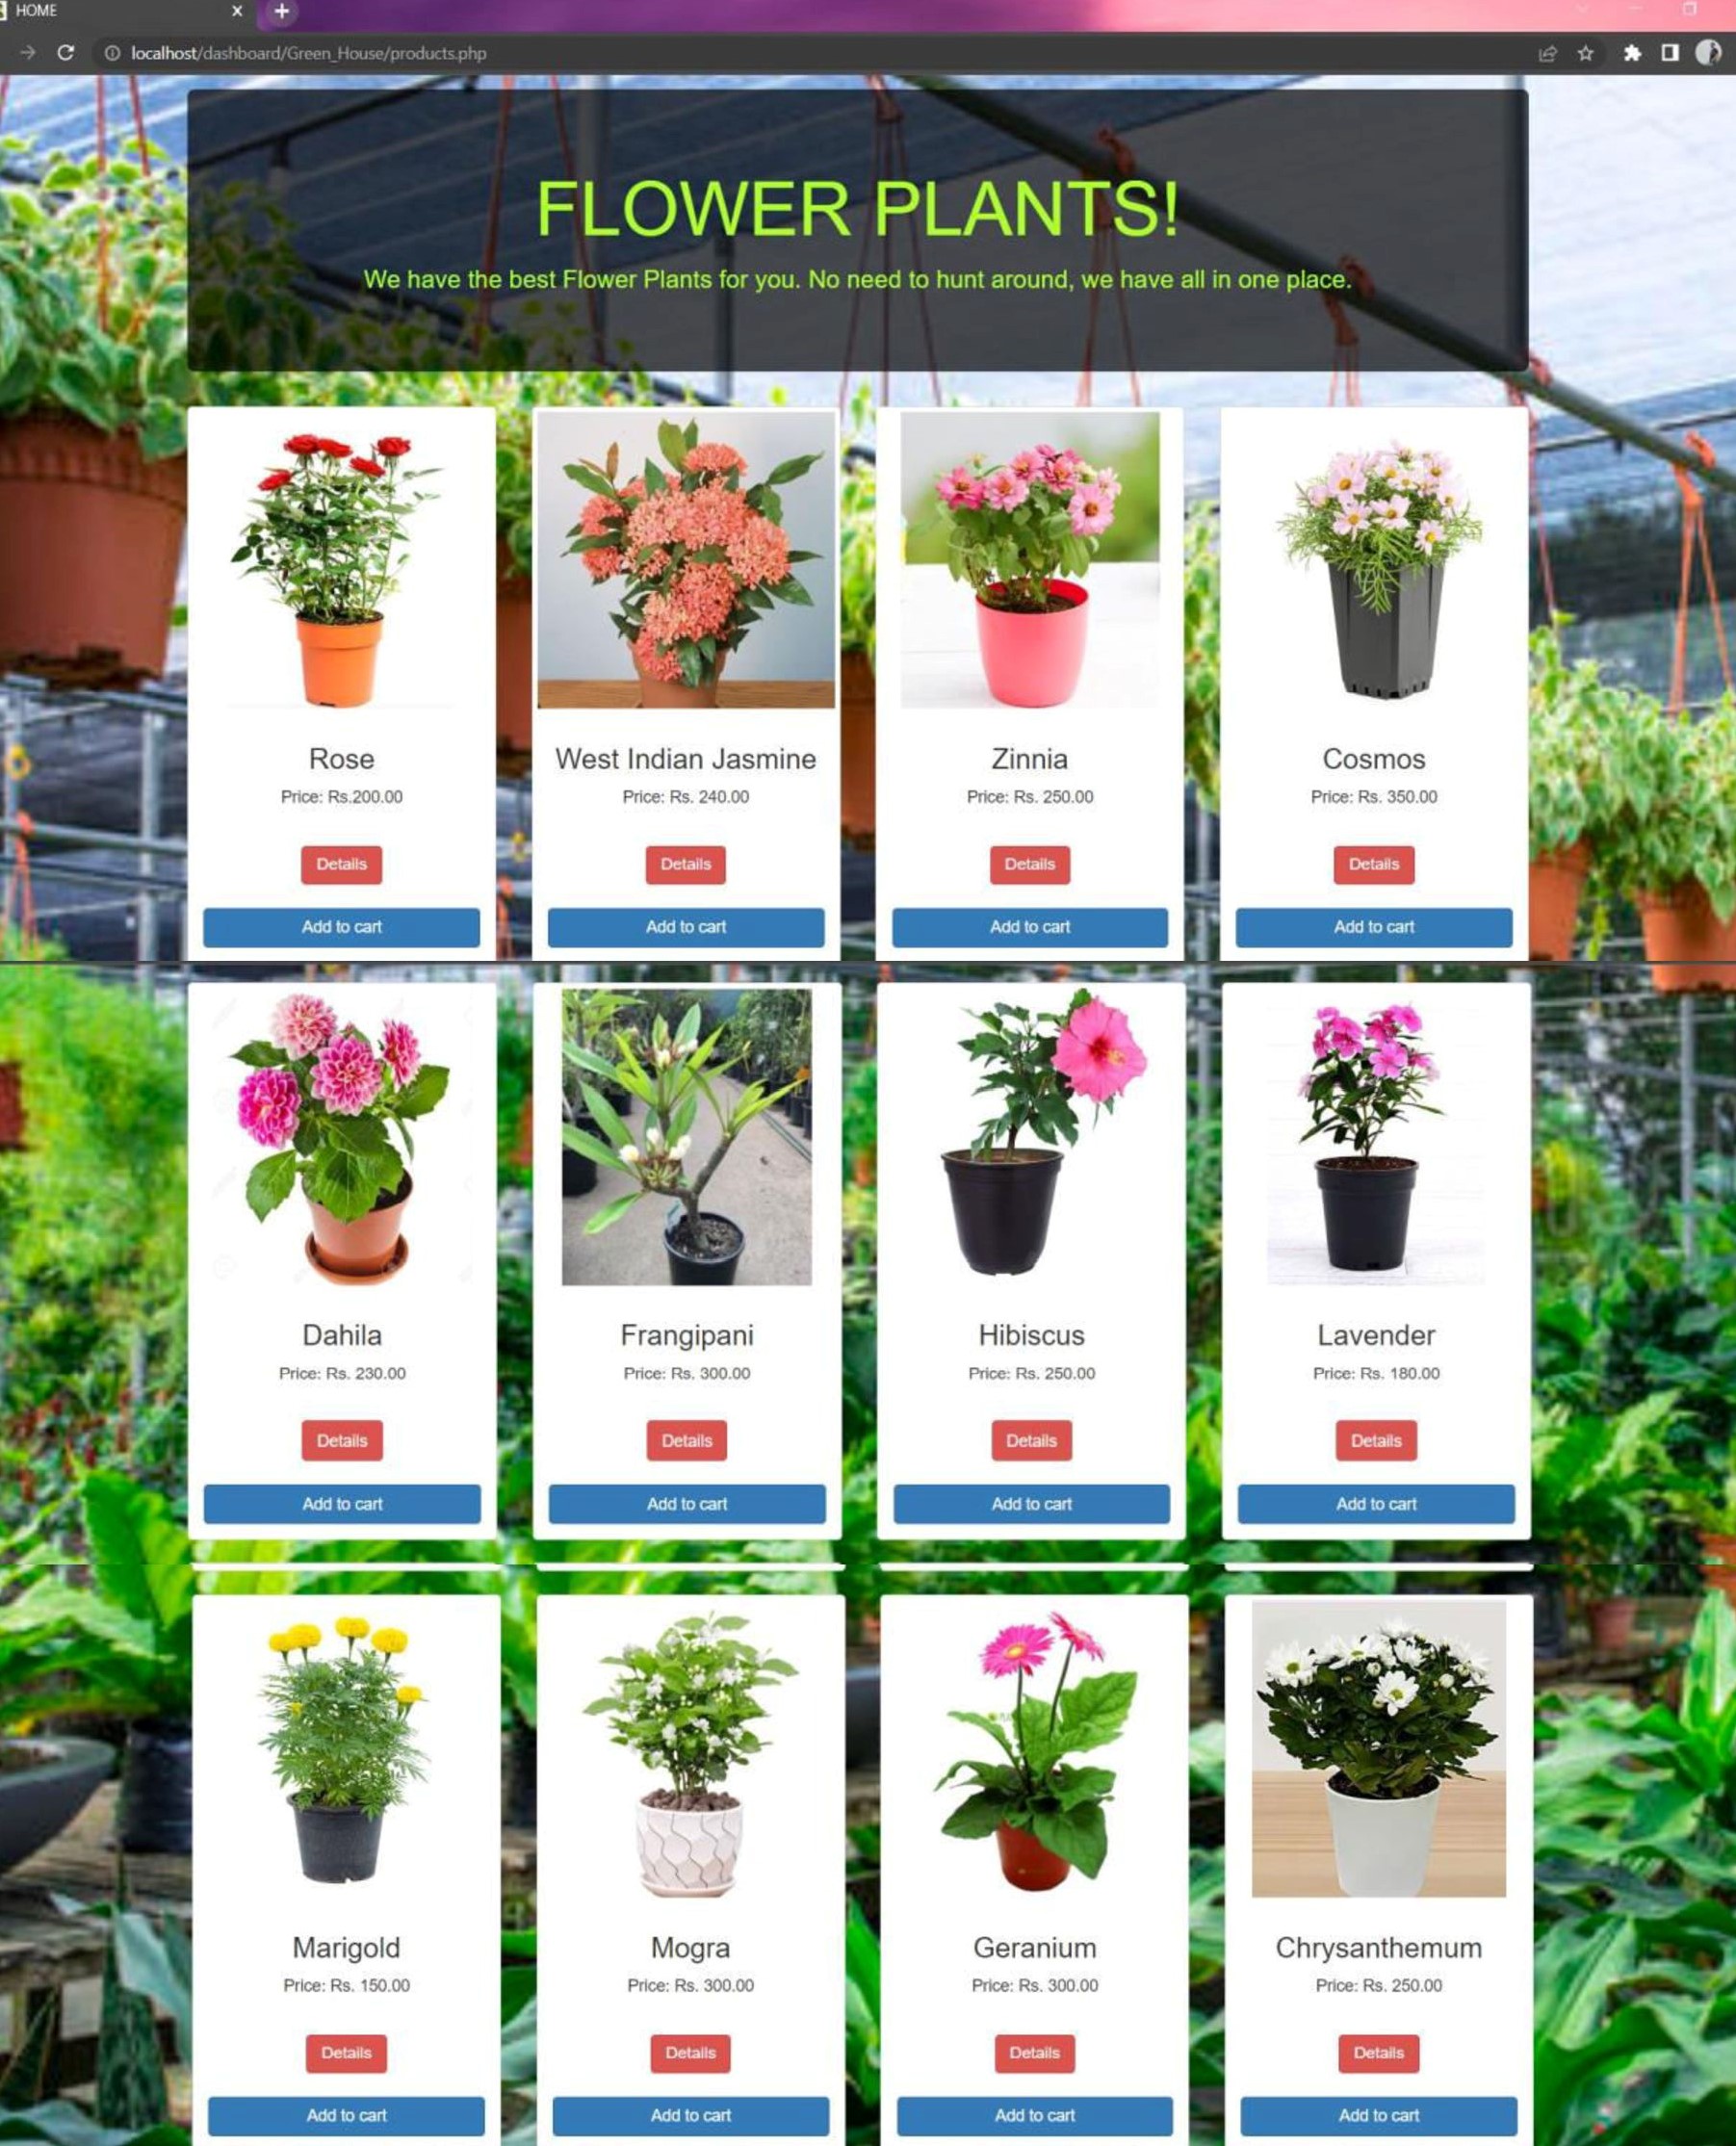 HOME
localhost/dashboard/Green_House/products.php
FLOWER PLANTS!
We have the best Flower Plants for you. No need to hunt around, we have all in one place.
Rose
Price: Rs.200.00
Details
Add to cart
West Indian Jasmine
Price: Rs. 240.00
Details
Add to cart
Zinnia
Price: Rs. 250.00
Details
Add to cart
Cosmos
Price: Rs. 350.00
Details
Add to cart
Dahila
Price: Rs. 230.00
Details
Add to cart
Frangipani
Price: Rs. 300.00
Details
Add to cart
Hibiscus
Price: Rs. 250.00
Details
Add to cart
Lavender
Price: Rs. 180.00
Details
Add to cart
Marigold
Price: Rs. 150.00
Details
Add to cart
Mogra
Price: Rs. 300.00
Details
Add to cart
Geranium
Price: Rs. 300.00
Details
Add to cart
Chrysanthemum
Price: Rs. 250.00
Details
Add to cart